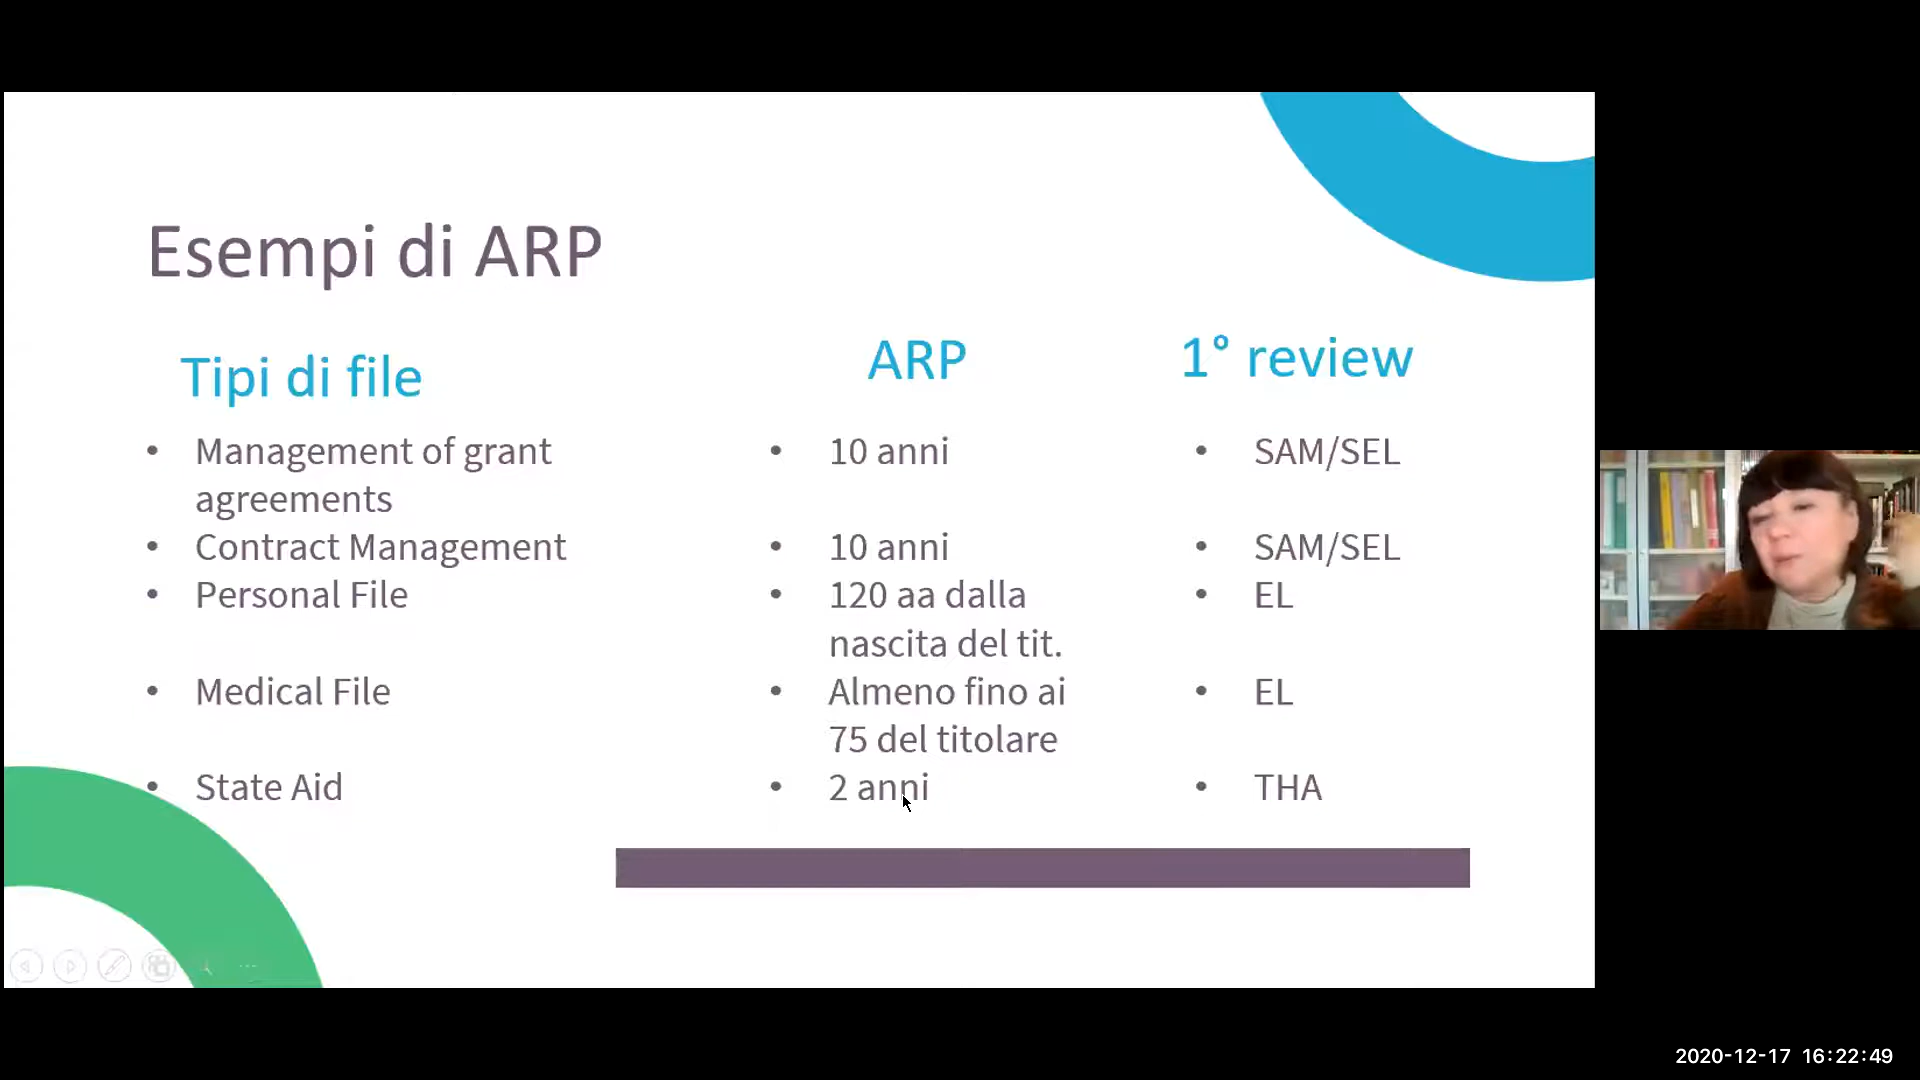 Esempi di ARP
Tipi di file
ARP
1° review
• Management of grant
agreements
• 10 anni
• SAM/SEL
• Contract Management
• 10 anni
• SAM/SEL
• Personal File
• 120 aa dalla
nascita del tit.
• EL
• Medical File
• Almeno fino ai
75 del titolare
• EL
• State Aid
• 2 anni
• THA
2020-12-17 16:22:49